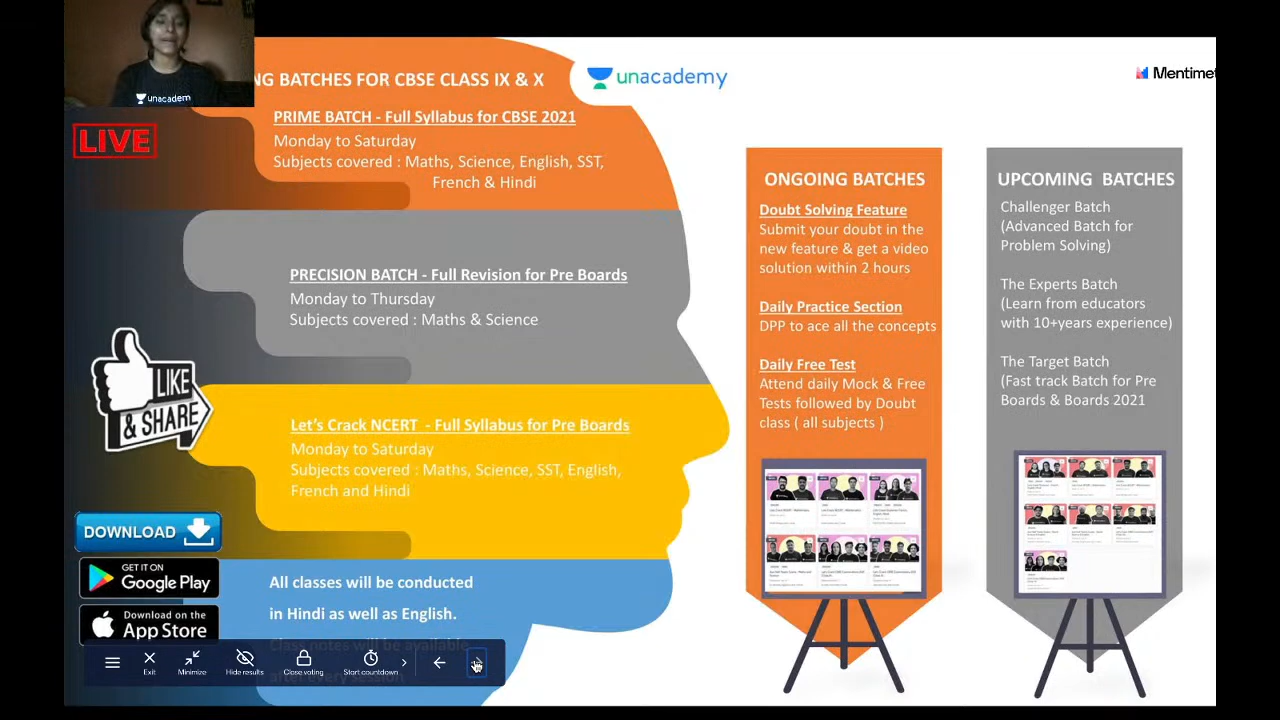 unacademy
NG BATCHES FOR CBSE CLASS IX & X
unacademy
Mentimet
LIVE
PRIME BATCH - Full Syllabus for CBSE 2021
Monday to Saturday
Subjects covered : Maths, Science, English, SST,
French & Hindi
PRECISION BATCH - Full Revision for Pre Boards
Monday to Thursday
Subjects covered : Maths & Science
LIKE
& SHARE
Let's Crack NCERT - Full Syllabus for Pre Boards
Monday to Saturday
Subjects covered : Maths, Science, SST, English,
French and Hindi
DOWNLOAD
GET IT ON
Google Play
Download on the
App Store
All classes will be conducted
in Hindi as well as English.
Class notes will be available
after every session
Exit
Minimize
Hide results
Close voting
Start countdown
ONGOING BATCHES
Doubt Solving Feature
Submit your doubt in the
new feature & get a video
solution within 2 hours
Daily Practice Section
DPP to ace all the concepts
Daily Free Test
Attend daily Mock & Free
Tests followed by Doubt
class ( all subjects )
UPCOMING BATCHES
Challenger Batch
(Advanced Batch for
Problem Solving)
The Experts Batch
(Learn from educators
with 10+years experience)
The Target Batch
(Fast track Batch for Pre
Boards & Boards 2021